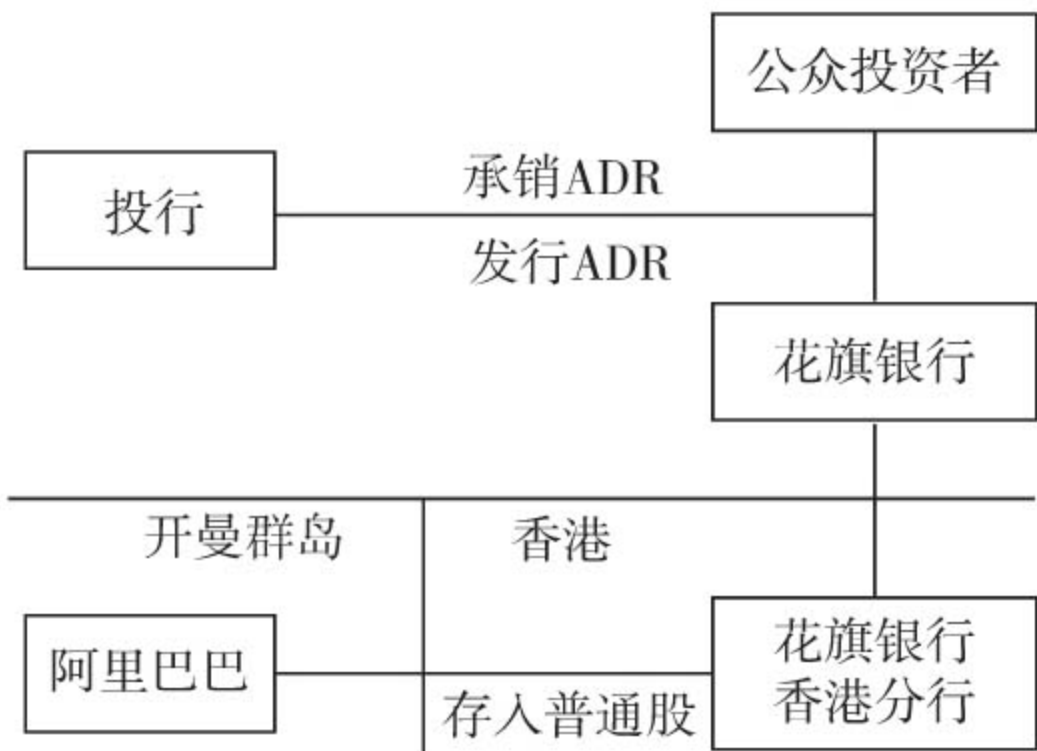 公众投资者
投行
承销ADR
发行ADR
花旗银行
开曼群岛
香港
阿里巴巴
存入普通股
花旗银行
香港分行